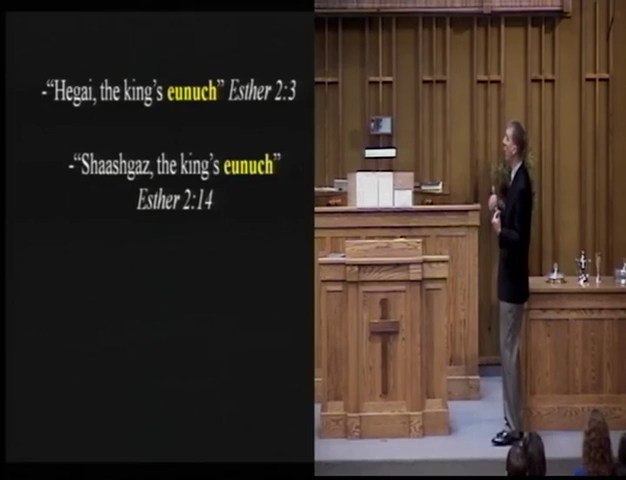 -“Hegai, the king’s eunuch” Esther 2:3
-“Shaashgaz, the king’s eunuch”
Esther 2:14